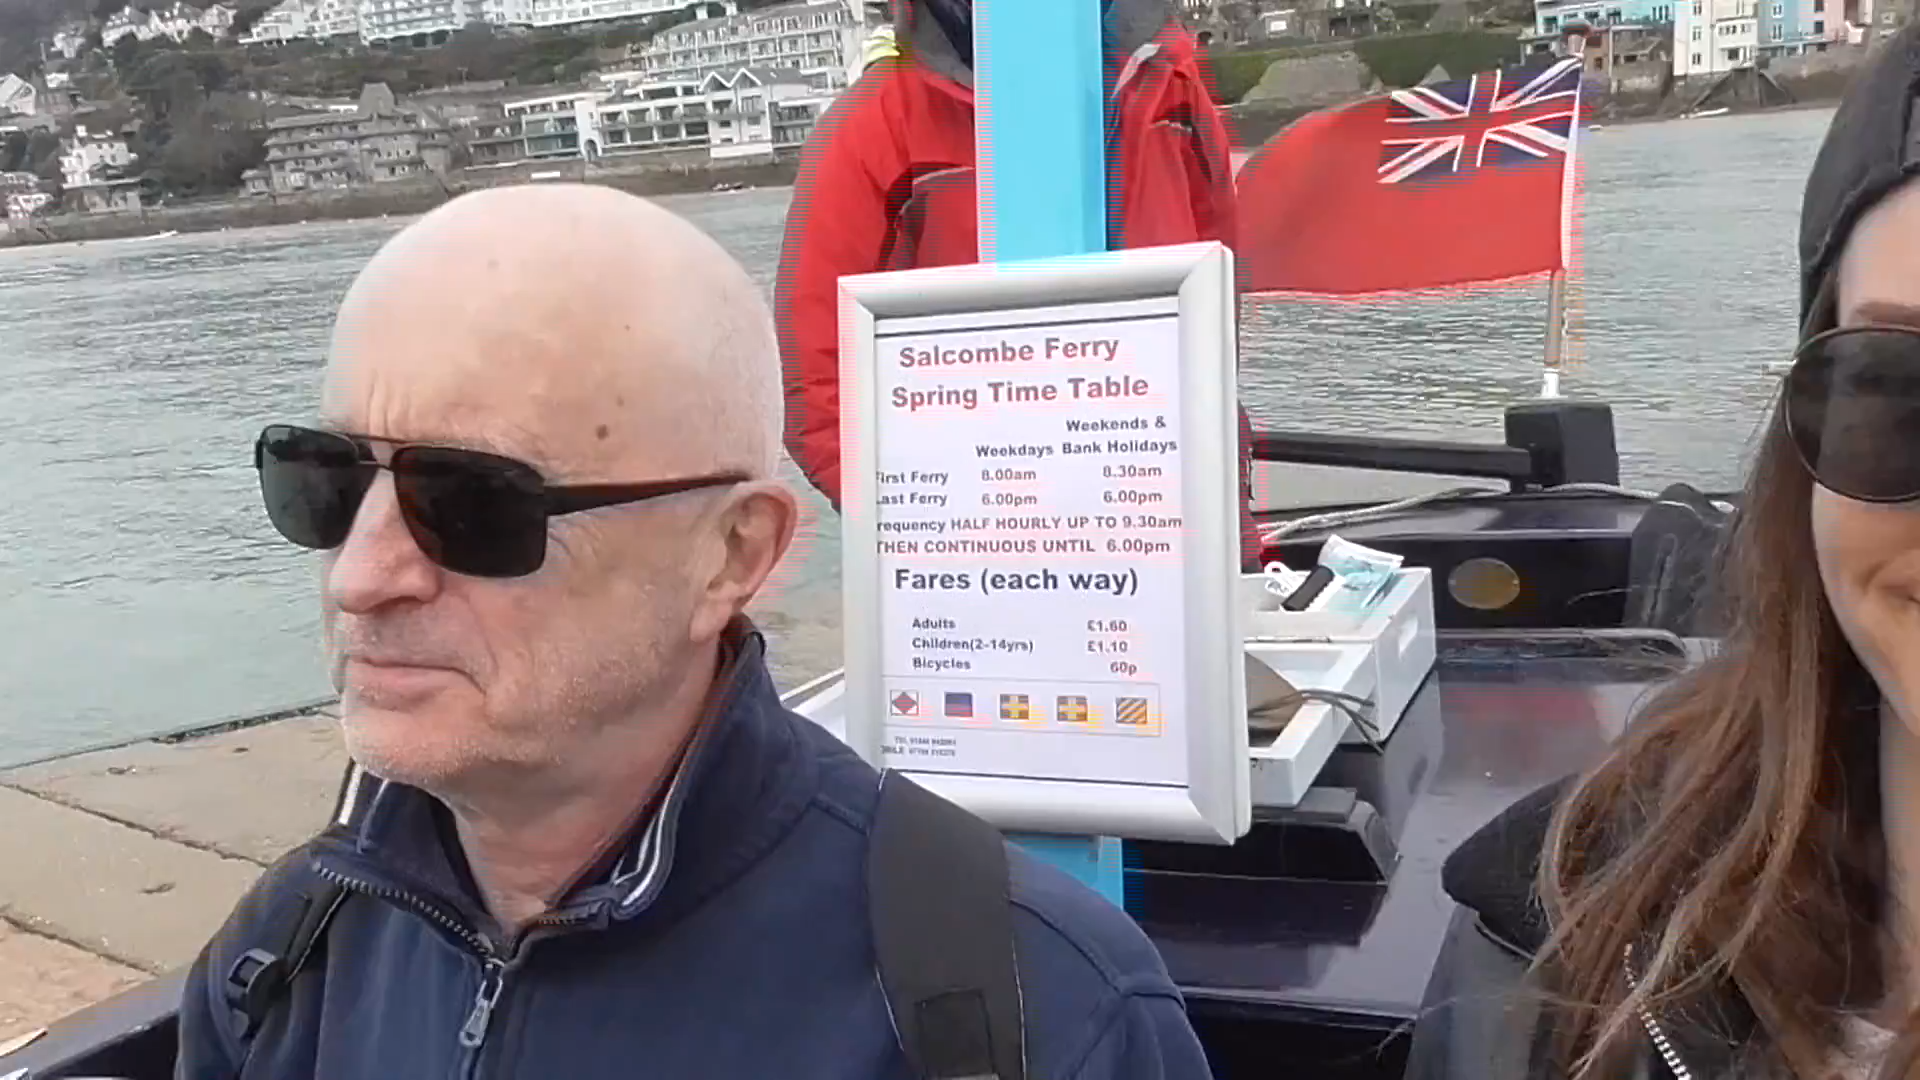 Salcombe Ferry
Spring Time Table
Weekends &
Weekdays Bank Holidays
First Ferry 8.00am 8.30am
Last Ferry 6.00pm 6.00pm
requency HALF HOURLY UP TO 9.30am
THEN CONTINUOUS UNTIL 6.00pm
Fares (each way)
Adults £1.60
Children(2-14yrs) £1.10
Bicycles 60p